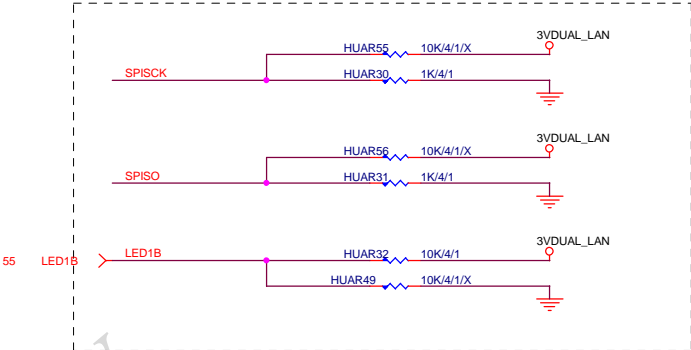 3VDUAL_LAN
HUAR55 10K/4/1/X
SPISCK HUAR30 1K/4/1
3VDUAL_LAN
HUAR56 10K/4/1/X
SPISO HUAR31 1K/4/1
3VDUAL_LAN
55 LED1B LED1B HUAR32 10K/4/1
HUAR49 10K/4/1/X